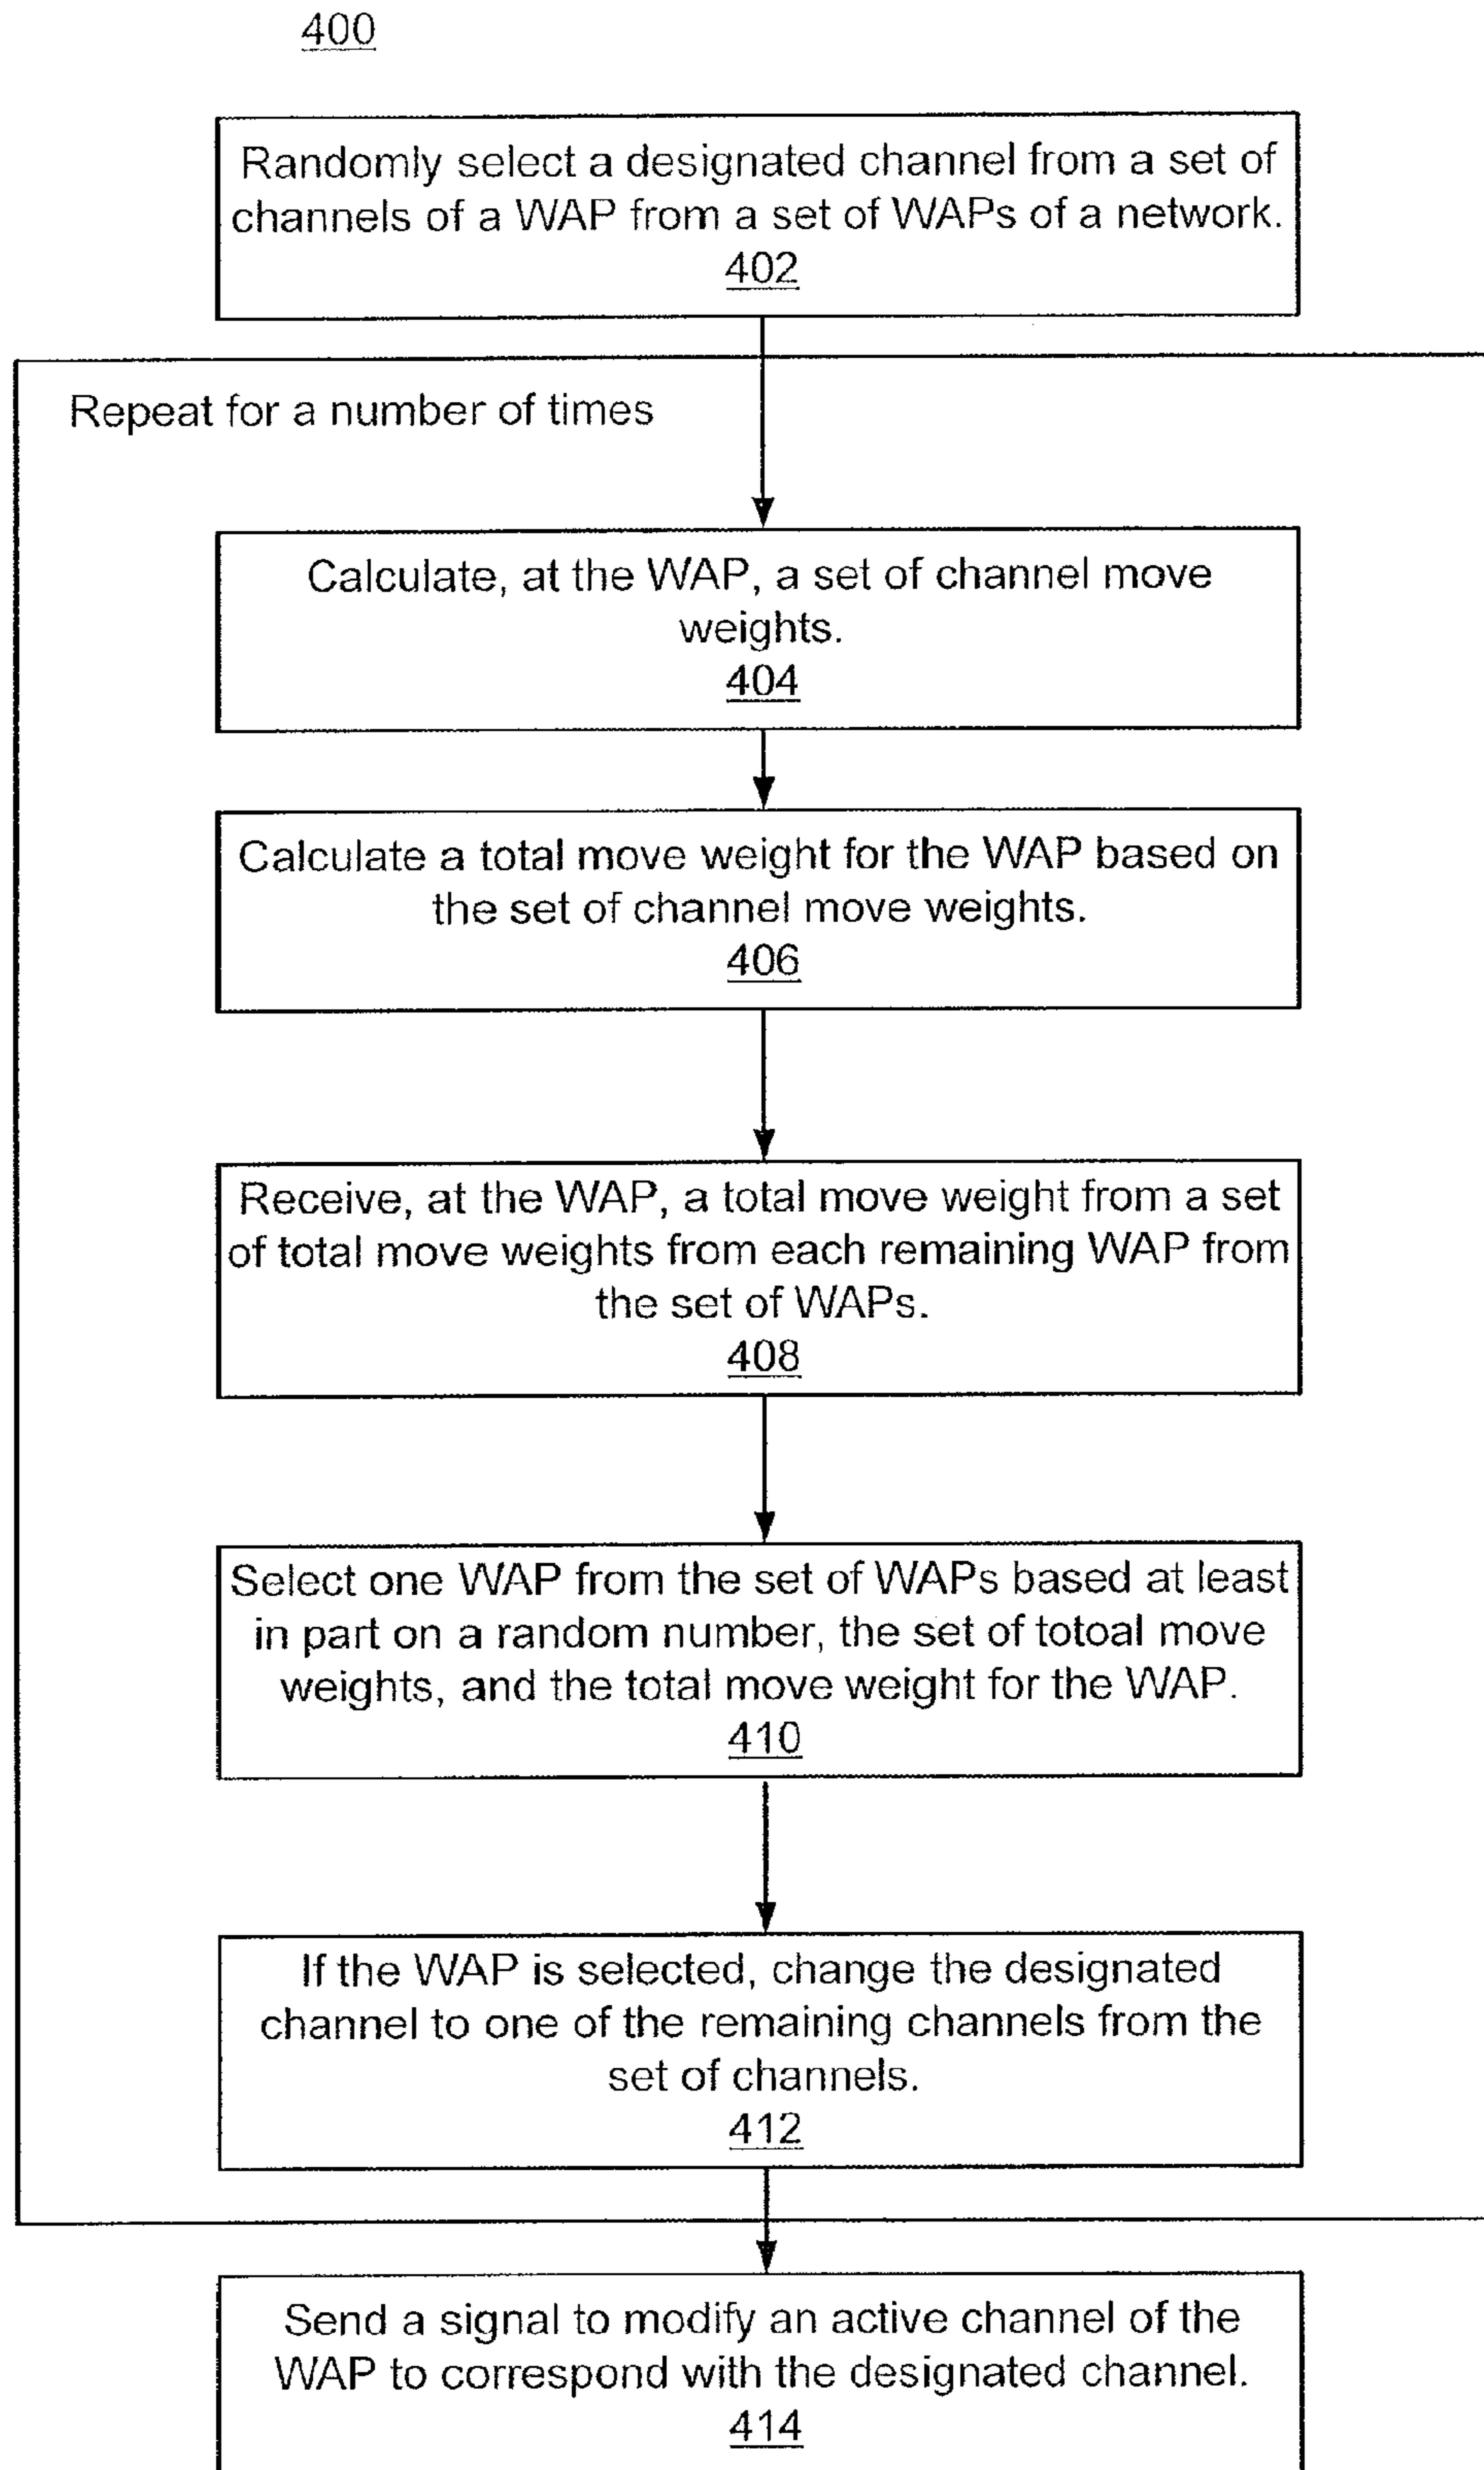 400
Randomly select a designated channel from a set of
channels of a WAP from a set of WAPs of a network.
402
Repeat for a number of times
Calculate, at the WAP, a set of channel move
weights.
404
Calculate a total move weight for the WAP based on
the set of channel move weights.
406
Receive, at the WAP, a total move weight from a set
of total move weights from each remaining WAP from
the set of WAPs.
408
Select one WAP from the set of WAPs based at least
in part on a random number, the set of totoal move
weights, and the total move weight for the WAP.
410
If the WAP is selected, change the designated
channel to one of the remaining channels from the
set of channels.
412
Send a signal to modify an active channel of the
WAP to correspond with the designated channel.
414